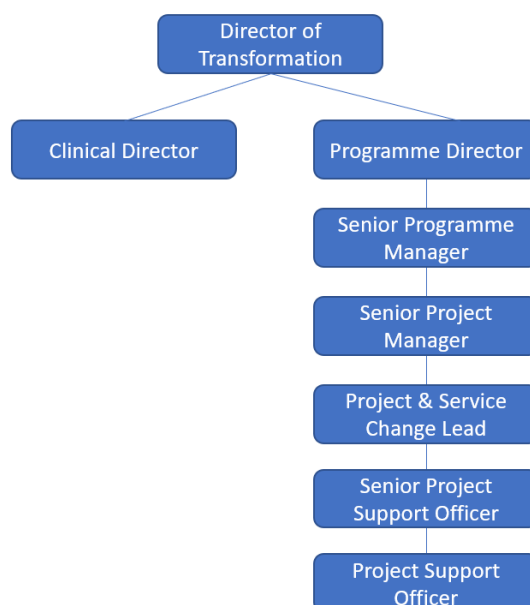 Director of
Transformation
Clinical Director
Programme Director
Senior Programme
Manager
Senior Project
Manager
Project & Service
Change Lead
Senior Project
Support Officer
Project Support
Officer